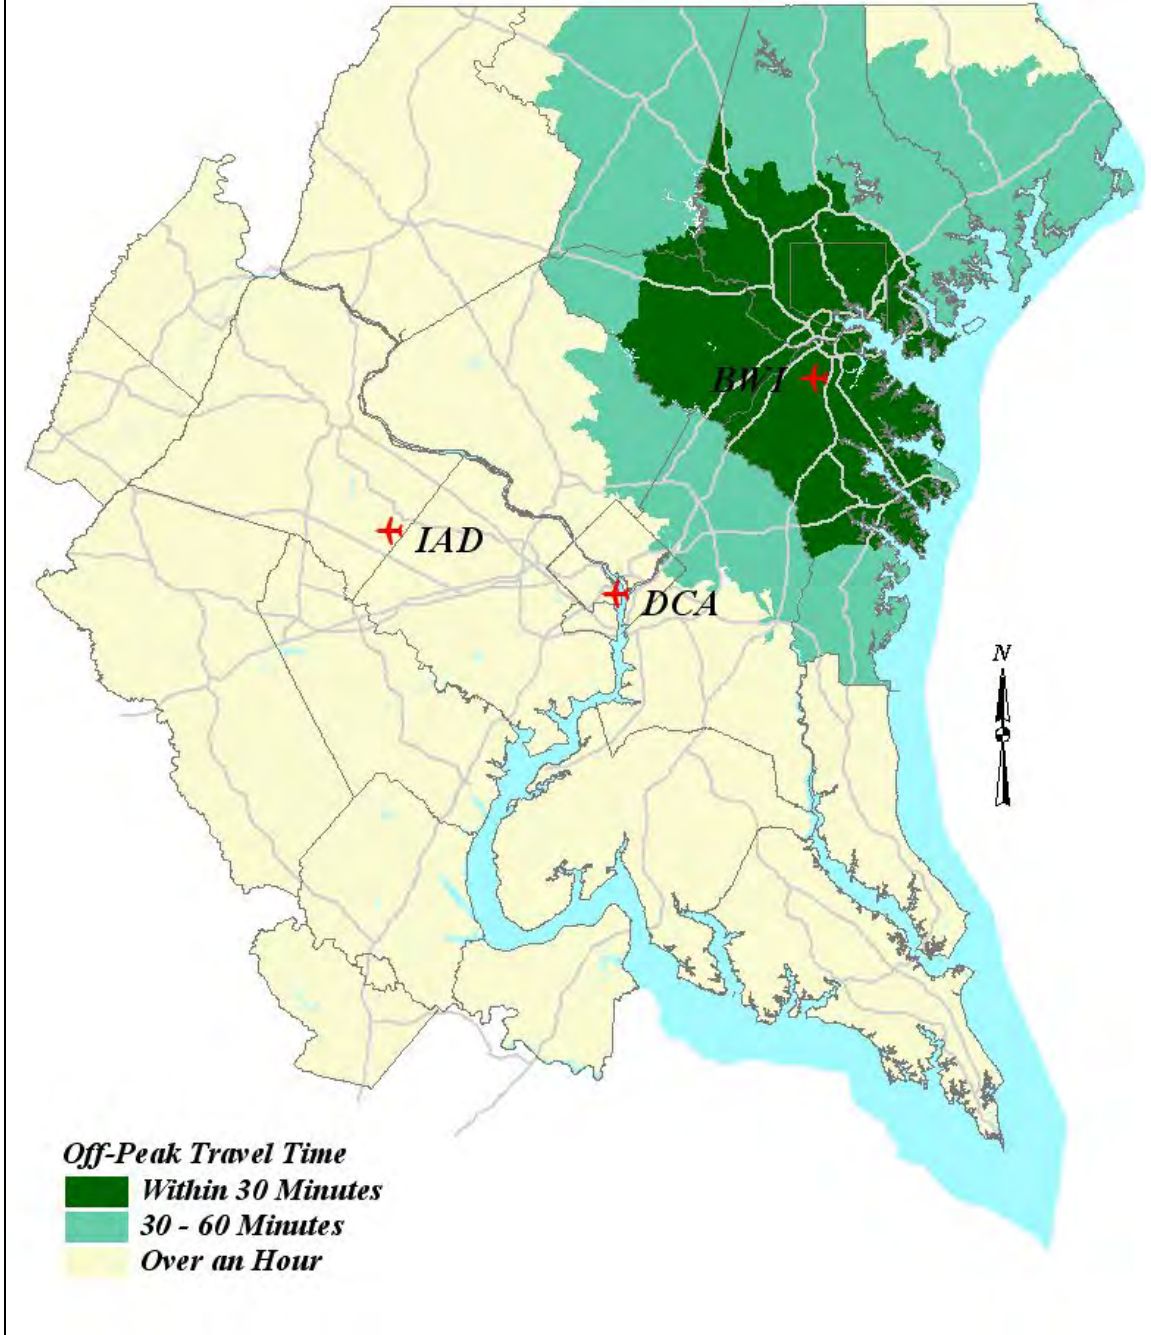 BWI
IAD
DCA
N
Off-Peak Travel Time
Within 30 Minutes
30 - 60 Minutes
Over an Hour